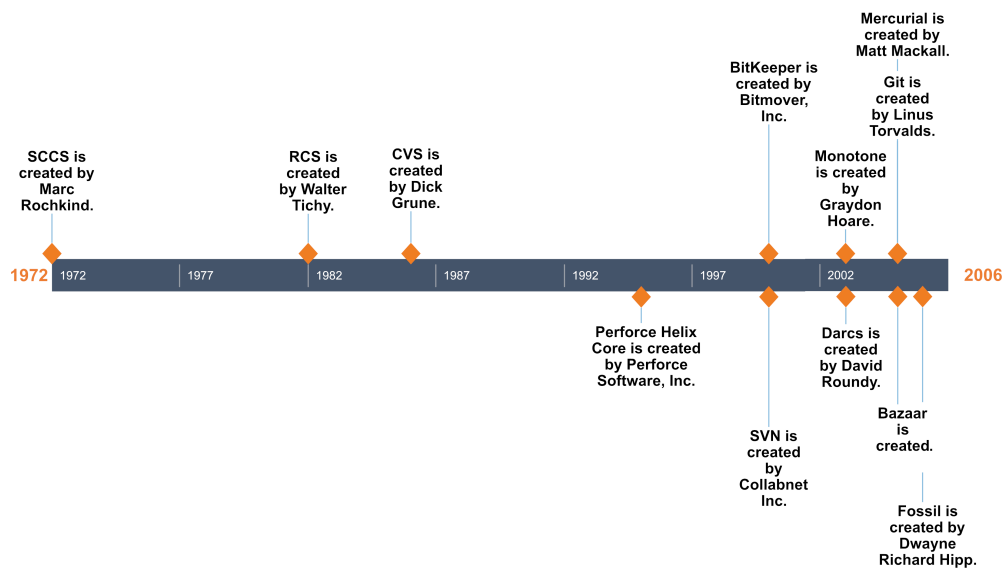 Mercurial is
created by
Matt Mackall.
BitKeeper is
created by
Bitmover,
Inc.
Git is
created
by Linus
Torvalds.
SCCS is
created by
Marc
Rochkind.
RCS is
created
by Walter
Tichy.
CVS is
created
by Dick
Grune.
Monotone
is created
by
Graydon
Hoare.
1972
1972
1977
1982
1987
1992
1997
2002
2006
Perforce Helix
Core is created
by Perforce
Software, Inc.
Darcs is
created
by David
Roundy.
SVN is
created
by
Collabnet
Inc.
Bazaar
is
created.
Fossil is
created by
Dwayne
Richard Hipp.